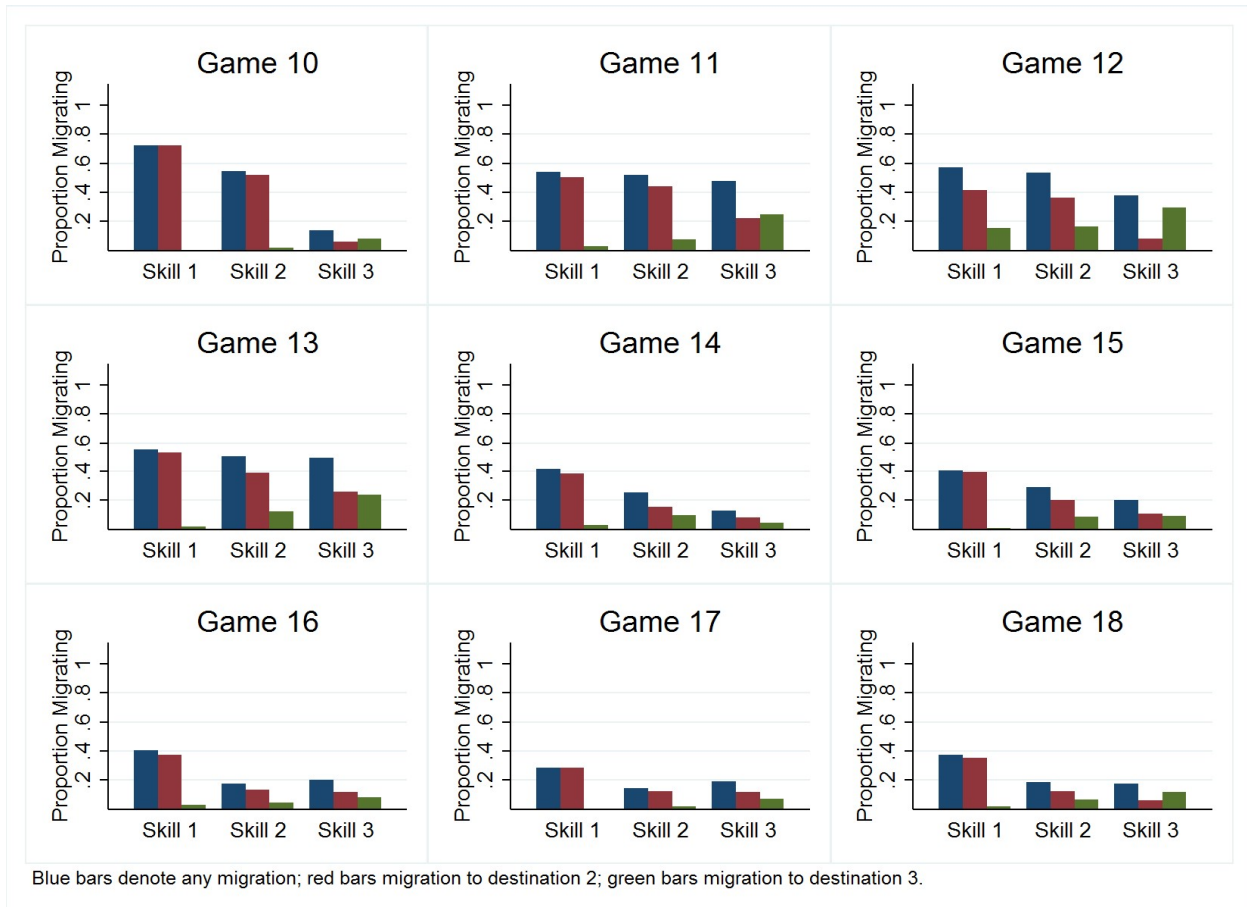 Game 10
Game 11
Game 12
Proportion Migrating
.2 .4 .6 .8 1
Skill 1 Skill 2 Skill 3
Proportion Migrating
.2 .4 .6 .8 1
Skill 1 Skill 2 Skill 3
Proportion Migrating
.2 .4 .6 .8 1
Skill 1 Skill 2 Skill 3
Game 13
Game 14
Game 15
Proportion Migrating
.2 .4 .6 .8 1
Skill 1 Skill 2 Skill 3
Proportion Migrating
.2 .4 .6 .8 1
Skill 1 Skill 2 Skill 3
Proportion Migrating
.2 .4 .6 .8 1
Skill 1 Skill 2 Skill 3
Game 16
Game 17
Game 18
Proportion Migrating
.2 .4 .6 .8 1
Skill 1 Skill 2 Skill 3
Proportion Migrating
.2 .4 .6 .8 1
Skill 1 Skill 2 Skill 3
Proportion Migrating
.2 .4 .6 .8 1
Skill 1 Skill 2 Skill 3
Blue bars denote any migration; red bars migration to destination 2; green bars migration to destination 3.